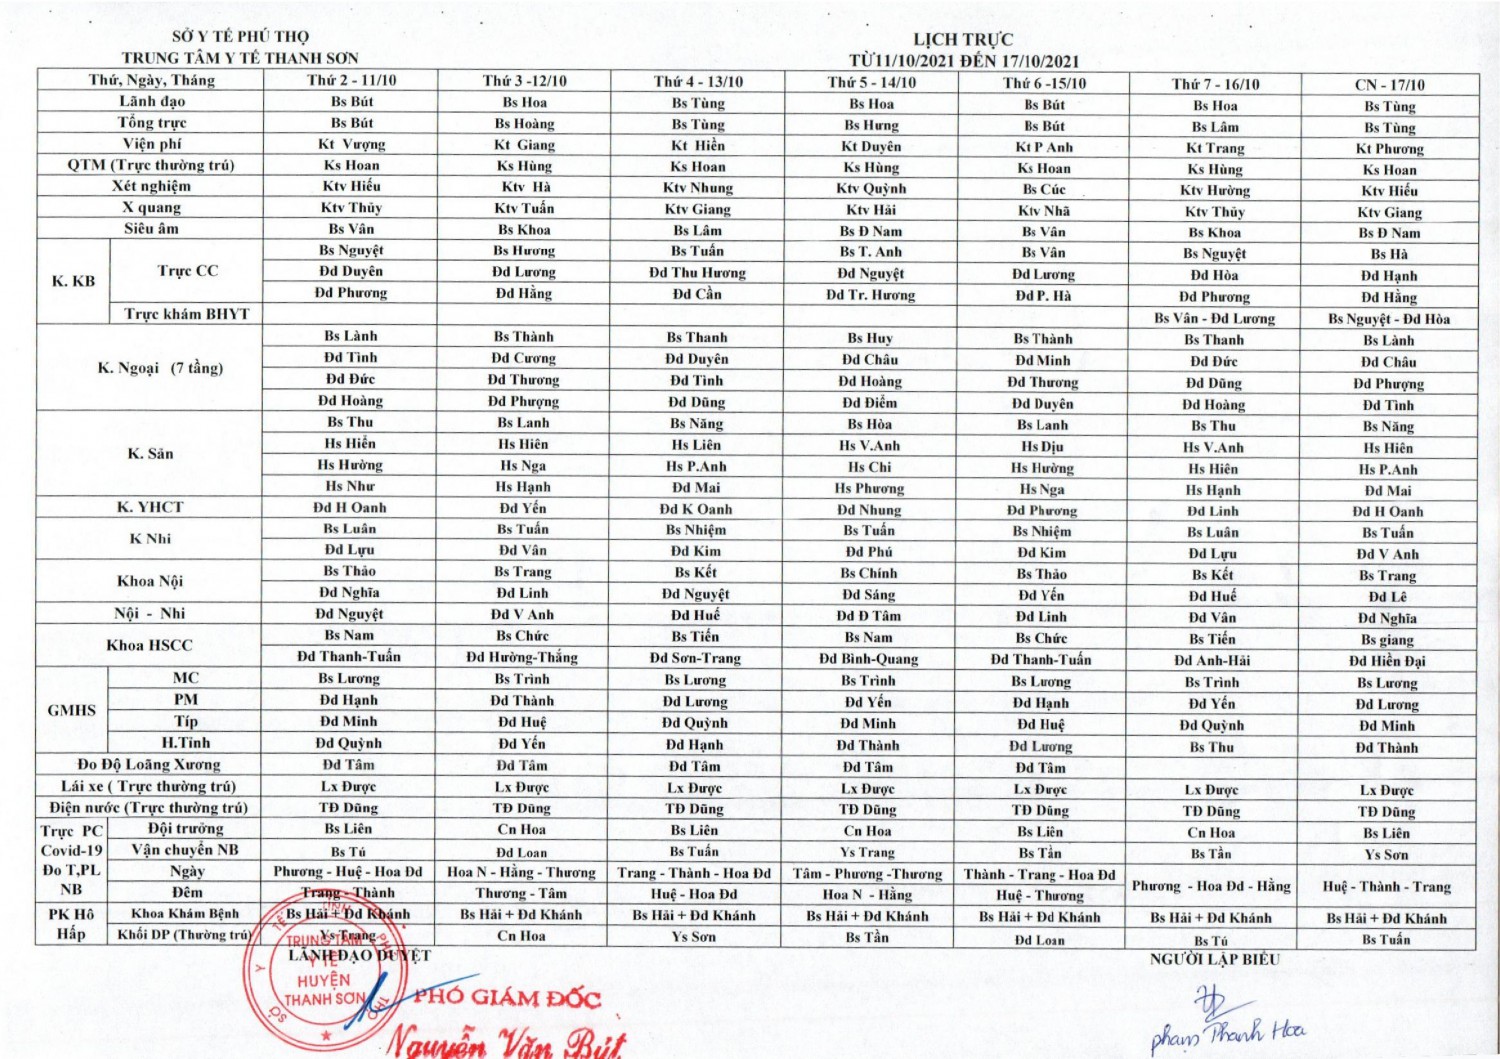 SỞ Y TẾ PHÚ THỌ
TRUNG TÂM Y TẾ THANH SƠN
LỊCH TRỰC
TỪ 11/10/2021 ĐẾN 17/10/2021
Thứ, Ngày, Tháng Thứ 2 - 11/10 Thứ 3 -12/10 Thứ 4 - 13/10 Thứ 5 - 14/10 Thứ 6 -15/10 Thứ 7 - 16/10 CN - 17/10
Lãnh đạo Bs Bút Bs Hoa Bs Tùng Bs Hoa Bs Bút Bs Hoa Bs Tùng
Tổng trực Bs Bút Bs Hoàng Bs Tùng Bs Hưng Bs Bút Bs Lâm Bs Tùng
Viện phí Kt Vượng Kt Giang Kt Hiền Kt Duyên Kt P Anh Kt Trang Kt Phương
QTM (Trực thường trú) Ks Hoan Ks Hùng Ks Hoan Ks Hùng Ks Hoan Ks Hùng Ks Hoan
Xét nghiệm Ktv Hiếu Ktv Hà Ktv Nhung Ktv Quỳnh Bs Cúc Ktv Hường Ktv Hiếu
X quang Ktv Thủy Ktv Tuấn Ktv Giang Ktv Hải Ktv Nhã Ktv Thủy Ktv Giang
Siêu âm Bs Vân Bs Khoa Bs Lâm Bs Đ Nam Bs Vân Bs Khoa Bs Đ Nam
K. KB Trực CC Bs Nguyệt Bs Hương Bs Tuấn Bs T. Anh Bs Vân Bs Nguyệt Bs Hà
Đd Duyên Đd Lương Đd Thu Hương Đd Nguyệt Đd Lương Đd Hòa Đd Hạnh
Đd Phương Đd Hằng Đd Cần Đd Tr. Hương Đd P. Hà Đd Phương Đd Hằng
Trực khám BHYT Bs Vân - Đd Lương Bs Nguyệt - Đd Hòa
K. Ngoại (7 tầng) Bs Lành Bs Thành Bs Thanh Bs Huy Bs Thành Bs Thanh Bs Lành
Đd Tình Đd Cương Đd Duyên Đd Châu Đd Minh Đd Đức Đd Châu
Đd Đức Đd Thương Đd Tình Đd Hoàng Đd Thương Đd Dũng Đd Phượng
Đd Hoàng Đd Phượng Đd Dũng Đd Điểm Đd Duyên Đd Hoàng Đd Tình
K. Sản Bs Thu Bs Lanh Bs Năng Bs Hòa Bs Lanh Bs Thu Bs Năng
Hs Hiển Hs Hiên Hs Liên Hs V.Anh Hs Dịu Hs V.Anh Hs Hiên
Hs Hường Hs Nga Hs P.Anh Hs Chi Hs Hường Hs Hiên Hs P.Anh
Hs Như Hs Hạnh Đd Mai Hs Phương Hs Nga Hs Hạnh Đd Mai
K. YHCT Đd H Oanh Đd Yến Đd K Oanh Đd Nhung Đd Phương Đd Linh Đd H Oanh
K Nhi Bs Luân Bs Tuấn Bs Nhiệm Bs Tuấn Bs Nhiệm Bs Luân Bs Tuấn
Đd Lựu Đd Vân Đd Kim Đd Phú Đd Kim Đd Lựu Đd V Anh
Khoa Nội Bs Thảo Bs Trang Bs Kết Bs Chính Bs Thảo Bs Kết Bs Trang
Đd Nghĩa Đd Linh Đd Nguyệt Đd Sáng Đd Yến Đd Huế Đd Lê
Nội - Nhi Đd Nguyệt Đd V Anh Đd Huế Đd Đ Tâm Đd Linh Đd Vân Đd Nghĩa
Khoa HSCC Bs Nam Bs Chức Bs Tiến Bs Nam Bs Chức Bs Tiến Bs giang
Đd Thanh-Tuấn Đd Hường-Thắng Đd Sơn-Trang Đd Bình-Quang Đd Thanh-Tuấn Đd Anh-Hải Đd Hiền Đại
GMHS MC Bs Lương Bs Trình Bs Lương Bs Trình Bs Lương Bs Trình Bs Lương
PM Đd Hạnh Đd Thành Đd Lương Đd Yến Đd Hạnh Đd Yến Đd Lương
Típ Đd Minh Đd Huệ Đd Quỳnh Đd Minh Đd Huệ Đd Quỳnh Đd Minh
H.Tỉnh Đd Quỳnh Đd Yến Đd Hạnh Đd Thành Đd Lương Bs Thu Đd Thành
Đo Độ Loãng Xương Đd Tâm Đd Tâm Đd Tâm Đd Tâm Đd Tâm
Lái xe ( Trực thường trú) Lx Được Lx Được Lx Được Lx Được Lx Được Lx Được Lx Được
Điện nước (Trực thường trú) TĐ Dũng TĐ Dũng TĐ Dũng TĐ Dũng TĐ Dũng TĐ Dũng TĐ Dũng
Trực PC Covid-19 Đo T,PL NB Đội trưởng Bs Liên Cn Hoa Bs Liên Cn Hoa Bs Liên Cn Hoa Bs Liên
Vận chuyển NB Bs Tú Đd Loan Bs Tuấn Ys Trang Bs Tần Bs Tần Ys Sơn
Ngày Phương - Huệ - Hoa Đd Hoa N - Hằng - Thương Trang - Thành - Hoa Đd Tâm - Phương -Thương Thành - Trang - Hoa Đd Phương - Hoa Đd - Hằng Huệ - Thành - Trang
Đêm Trang - Thành Thương - Tâm Huệ - Hoa Đd Hoa N - Hằng Huệ - Thương
PK Hô Hấp Khoa Khám Bệnh Bs Hải + Đd Khánh Bs Hải + Đd Khánh Bs Hải + Đd Khánh Bs Hải + Đd Khánh Bs Hải + Đd Khánh Bs Hải + Đd Khánh Bs Hải + Đd Khánh
Khối DP (Thường trú) Ys Trang Cn Hoa Ys Sơn Bs Tần Đd Loan Bs Tú Bs Tuấn
LÃNH ĐẠO DUYỆT
NGƯỜI LẬP BIỂU
TRUNG TÂM
Y TẾ
HUYỆN
THANH SƠN
PHÓ GIÁM ĐỐC
Nguyễn Văn Bút
phạm Thanh Hoa